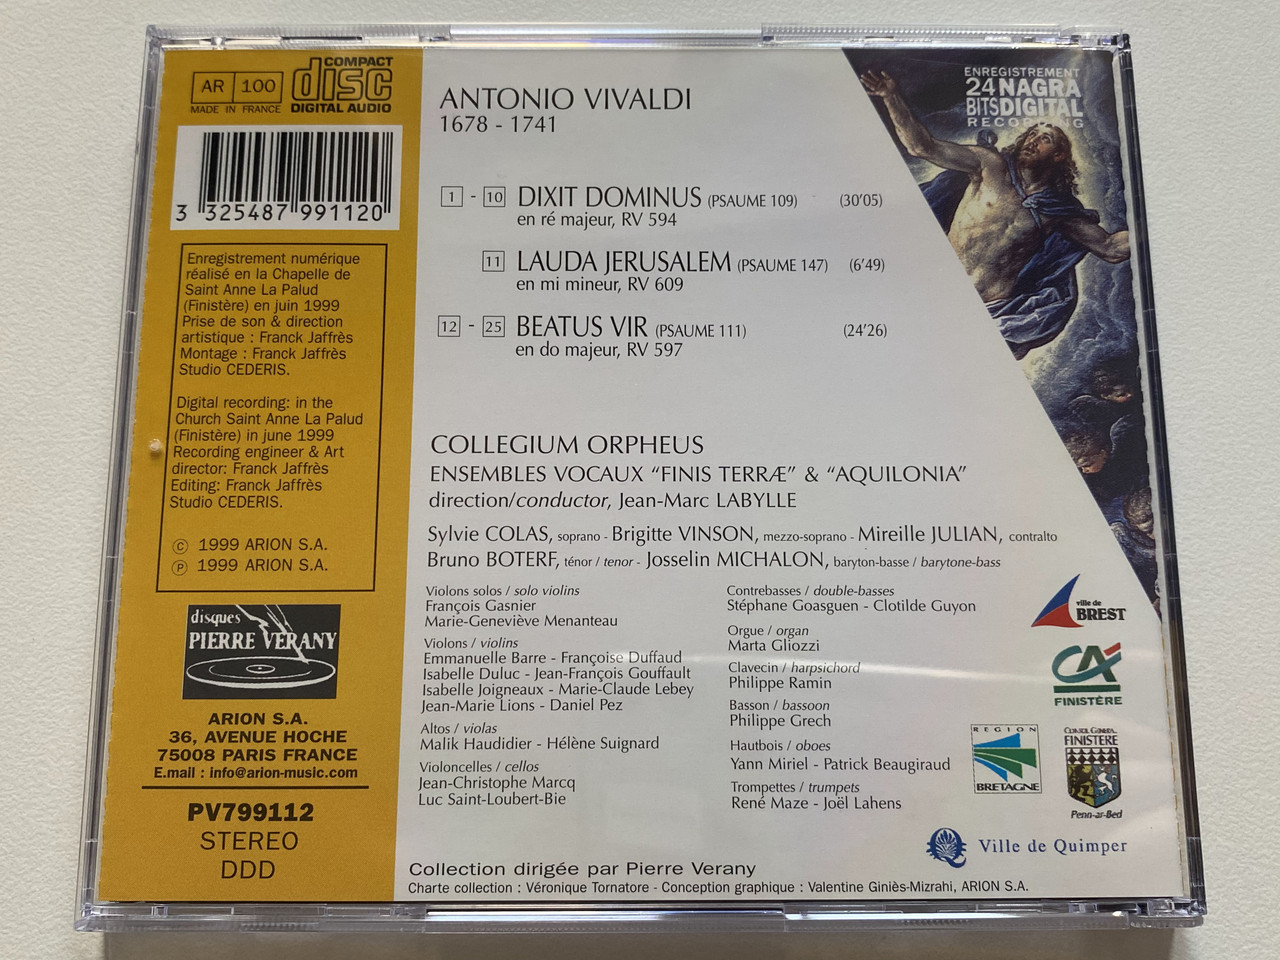 AR 100
MADE IN FRANCE
COMPACT
disc
DIGITAL AUDIO
3 325487 991120
Enregistrement numérique
réalisé en la Chapelle de
Saint Anne La Palud
(Finistère) en juin 1999
Prise de son & direction
artistique : Franck Jaffrès
Montage : Franck Jaffrès
Studio CEDERIS.
Digital recording: in the
Church Saint Anne La Palud
(Finistère) in june 1999
Recording engineer & Art
director: Franck Jaffrès
Editing: Franck Jaffrès
Studio CEDERIS.
© 1999 ARION S.A.
℗ 1999 ARION S.A.
disques
PIERRE VERANY
ARION S.A.
36, AVENUE HOCHE
75008 PARIS FRANCE
E.mail : info@arion-music.com
PV799112
STEREO
DDD
ANTONIO VIVALDI
1678 - 1741
ENREGISTREMENT
24 NAGRA
BITS DIGITAL
RECORDING
1 - 10 DIXIT DOMINUS (PSAUME 109) (30'05)
en ré majeur, RV 594
11 LAUDA JERUSALEM (PSAUME 147) (6'49)
en mi mineur, RV 609
12 - 25 BEATUS VIR (PSAUME 111) (24'26)
en do majeur, RV 597
COLLEGIUM ORPHEUS
ENSEMBLES VOCAUX “FINIS TERRÆ” & “AQUILONIA”
direction/conductor, Jean-Marc LABYLLE
Sylvie COLAS, soprano - Brigitte VINSON, mezzo-soprano - Mireille JULIAN, contralto
Bruno BOTERF, ténor / tenor - Josselin MICHALON, baryton-basse / barytone-bass
Violons solos / solo violins
François Gasnier
Marie-Geneviève Menanteau
Violons / violins
Emmanuelle Barre - Françoise Duffaud
Isabelle Duluc - Jean-François Gouffault
Isabelle Joigneaux - Marie-Claude Lebey
Jean-Marie Lions - Daniel Pez
Altos / violas
Malik Haudidier - Hélène Suignard
Violoncelles / cellos
Jean-Christophe Marcq
Luc Saint-Loubert-Bie
Contrebasses / double-basses
Stéphane Goasguen - Clotilde Guyon
Orgue / organ
Marta Gliozzi
Clavecin / harpsichord
Philippe Ramin
Basson / bassoon
Philippe Grech
Hautbois / oboes
Yann Miriel - Patrick Beaugiraud
Trompettes / trumpets
René Maze - Joël Lahens
ville de
BREST
CA
FINISTÈRE
REGION
BRETAGNE
CONSEIL GENERAL
FINISTERE
Penn-ar-Bed
Ville de Quimper
Collection dirigée par Pierre Verany
Charte collection : Véronique Tornatore - Conception graphique : Valentine Giniès-Mizrahi, ARION S.A.